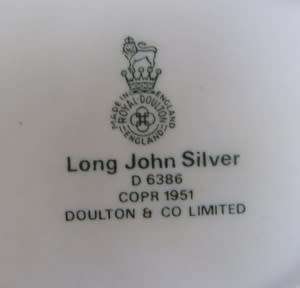 MADE IN ENGLAND
ROYAL DOULTON
ENGLAND
Long John Silver
D 6386
COPR 1951
DOULTON & CO LIMITED